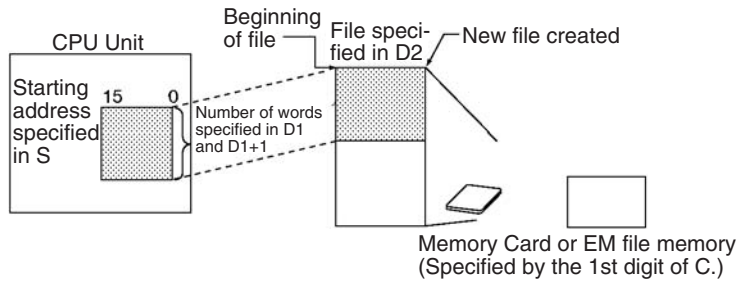 CPU Unit
Starting
address
specified
in S
15 0
Number of words
specified in D1
and D1+1
Beginning
of file
File speci-
fied in D2
New file created
Memory Card or EM file memory
(Specified by the 1st digit of C.)